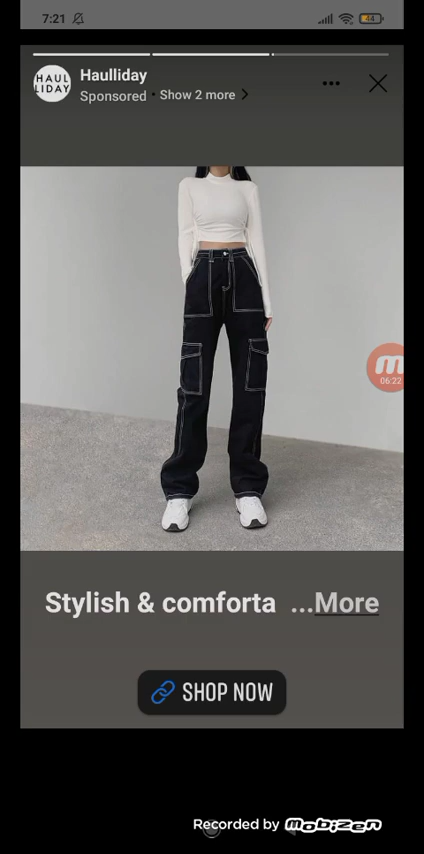 7:21
44
HAUL
LIDAY
Haulliday
Sponsored • Show 2 more
06:22
Stylish & comforta ...More
SHOP NOW
Recorded by mobizen